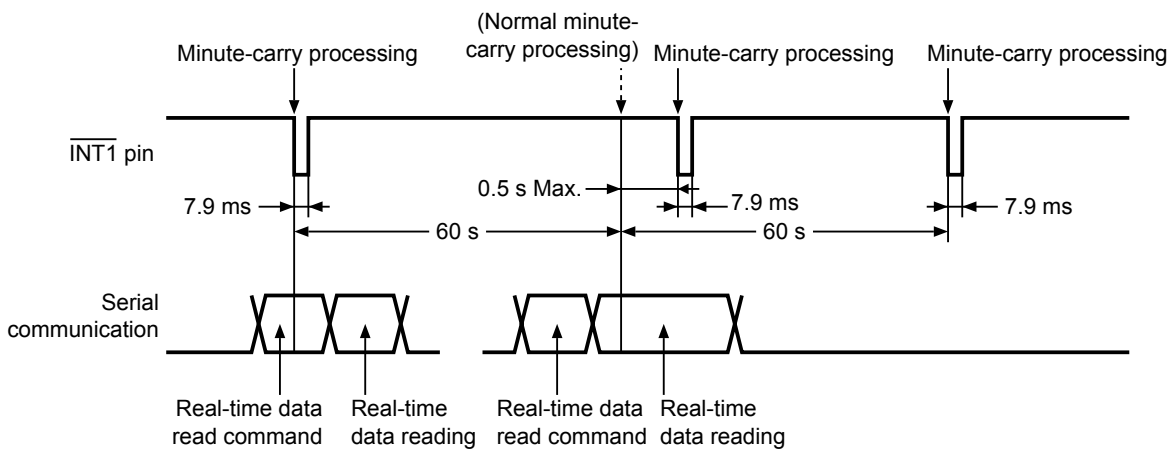 (Normal minute-
carry processing)
Minute-carry processing
Minute-carry processing
Minute-carry processing
INT1 pin
0.5 s Max.
7.9 ms
7.9 ms
7.9 ms
60 s
60 s
Serial
communication
Real-time data
read command
Real-time
data reading
Real-time data
read command
Real-time
data reading